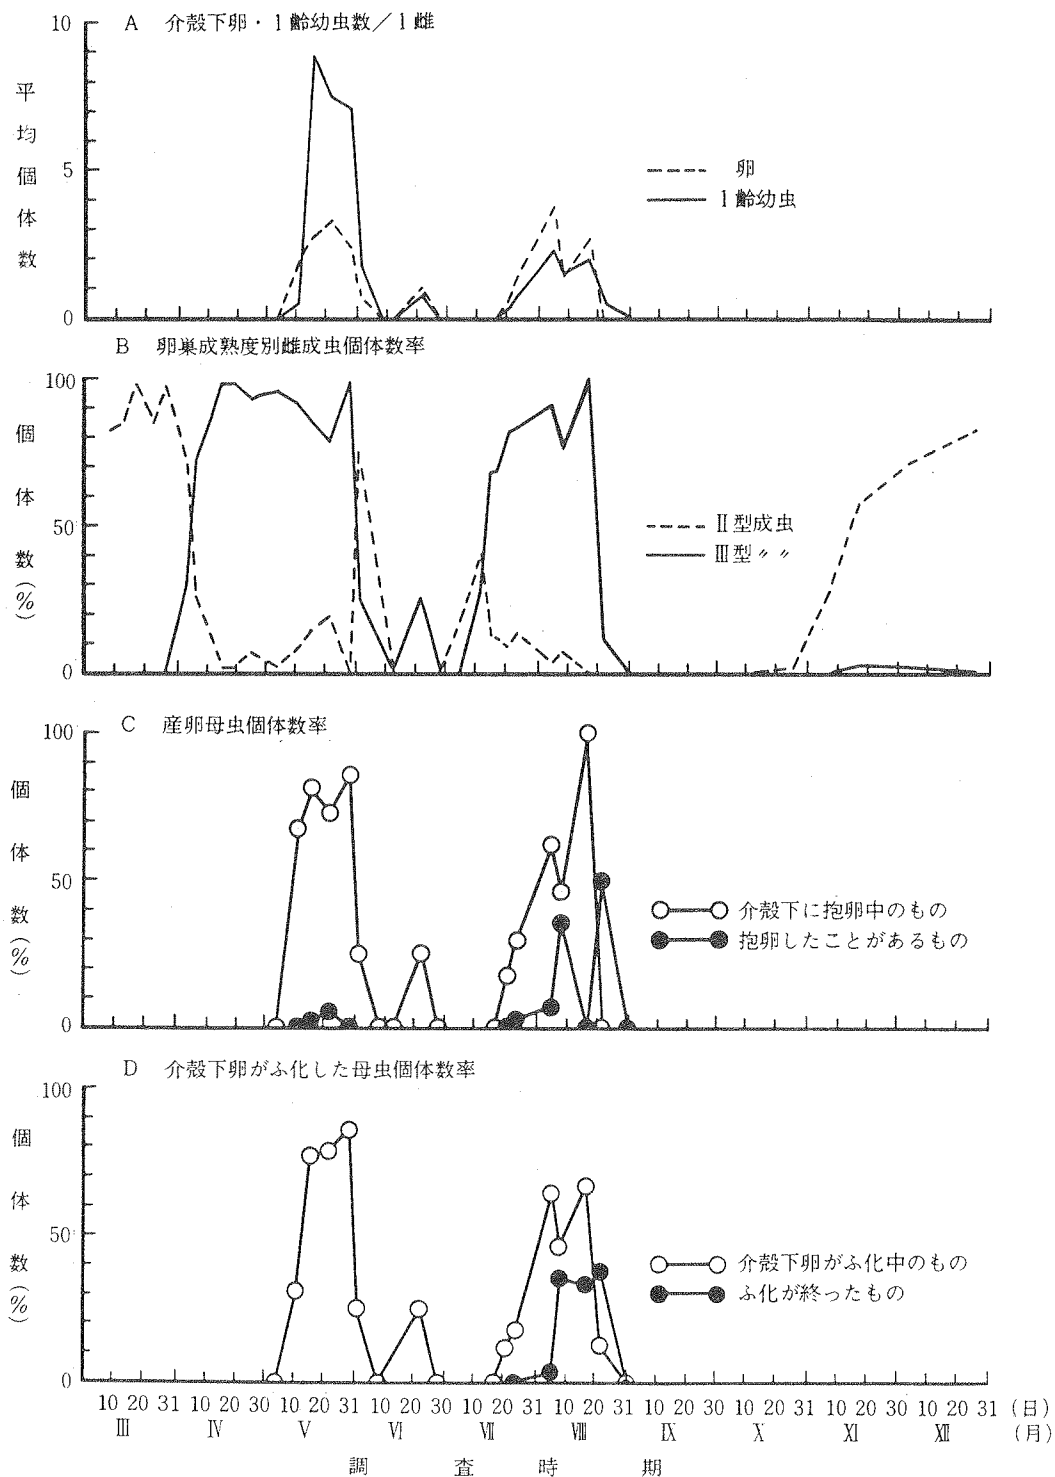 A 介殻下卵・1齢幼虫数／1雌
10
5
0
平均個体数
卵
1齢幼虫
B 卵巣成熟度別雌成虫個体数率
100
50
0
個体数(%)
II型成虫
III型〃〃
C 産卵母虫個体数率
100
50
0
個体数(%)
介殻下に抱卵中のもの
抱卵したことがあるもの
D 介殻下卵がふ化した母虫個体数率
100
50
0
個体数(%)
介殻下卵がふ化中のもの
ふ化が終ったもの
10 20 31 10 20 30 10 20 31 10 20 30 10 20 31 10 20 31 10 20 30 10 20 31 10 20 30 10 20 31 (日)
III IV V VI VII VIII IX X XI XII (月)
調査時期